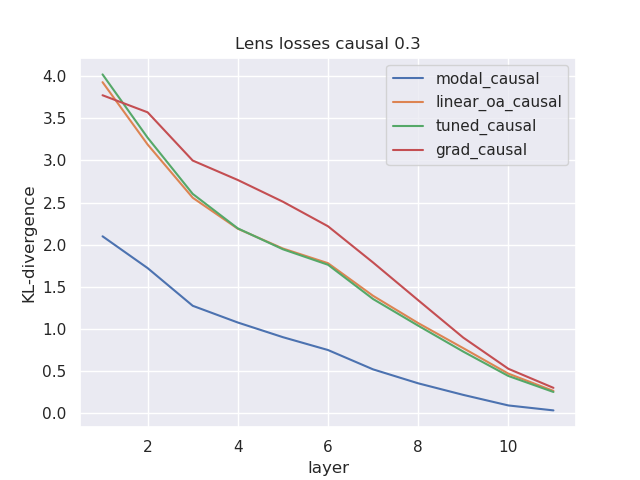 Lens losses causal 0.3
modal_causal
linear_oa_causal
tuned_causal
grad_causal
KL-divergence
4.0
3.5
3.0
2.5
2.0
1.5
1.0
0.5
0.0
2 4 6 8 10
layer